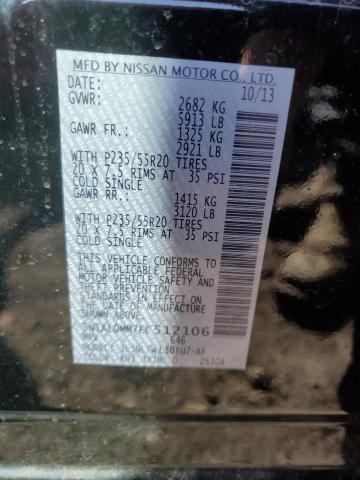 MFD BY NISSAN MOTOR CO., LTD.
DATE: 10/13
GVWR: 2682 KG
5913 LB
GAWR FR.: 1325 KG
2921 LB
WITH P235/55R20 TIRES
20 X 7.5 RIMS AT 35 PSI
COLD SINGLE
GAWR RR.: 1415 KG
3120 LB
WITH P235/55R20 TIRES
20 X 7.5 RIMS AT 35 PSI
COLD SINGLE
THIS VEHICLE CONFORMS TO ALL
APPLICABLE FEDERAL
MOTOR VEHICLE SAFETY AND
THEFT PREVENTION
STANDARDS IN EFFECT ON THE
DATE OF MANUFACTURE SHOWN
ABOVE
5N1AL0MM7EC512106
MPV 646
MODEL
COLOR G